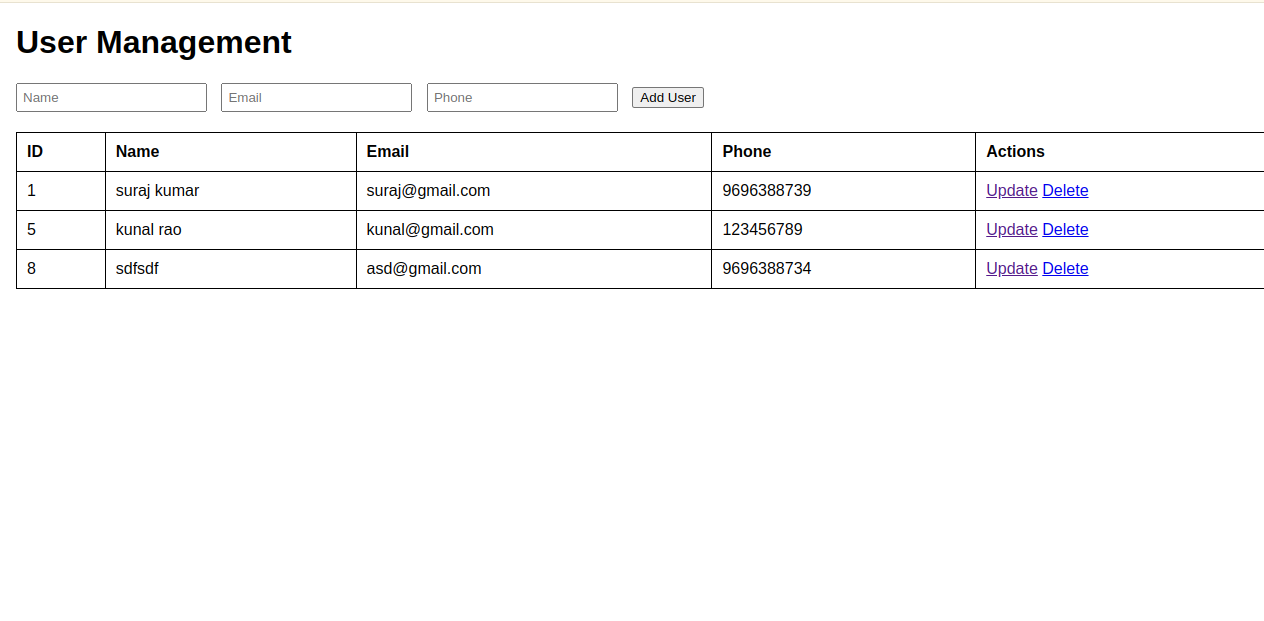 User Management
Name Email Phone Add User
ID Name Email Phone Actions
1 suraj kumar suraj@gmail.com 9696388739 Update Delete
5 kunal rao kunal@gmail.com 123456789 Update Delete
8 sdfsdf asd@gmail.com 9696388734 Update Delete